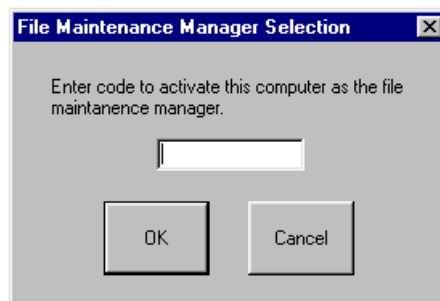 File Maintenance Manager Selection
Enter code to activate this computer as the file
maintanence manager.
OK
Cancel